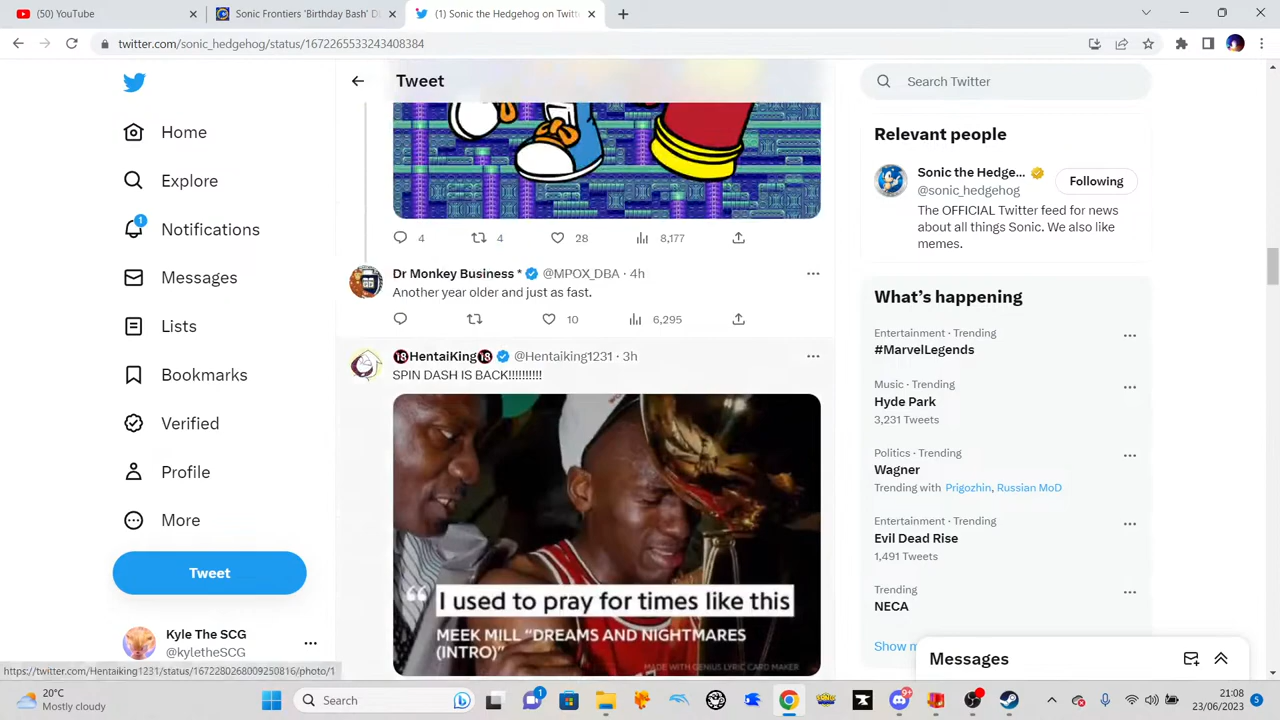 (50) YouTube
Sonic Frontiers 'Birthday Bash' D
(1) Sonic the Hedgehog on Twitt
twitter.com/sonic_hedgehog/status/1672265533243408384
Home
Explore
1
Notifications
Messages
Lists
Bookmarks
Verified
Profile
More
Tweet
Kyle The SCG
@kyletheSCG
Tweet
4 4 28 8,177
Dr Monkey Business * @MPOX_DBA · 4h
Another year older and just as fast.
10 6,295
🔞HentaiKing🔞 @Hentaiking1231 · 3h
SPIN DASH IS BACK!!!!!!!!!!
“ I used to pray for times like this
MEEK MILL “DREAMS AND NIGHTMARES
(INTRO)”
MADE WITH GENIUS LYRIC CARD MAKER
Search Twitter
Relevant people
Sonic the Hedge...
@sonic_hedgehog
Following
The OFFICIAL Twitter feed for news
about all things Sonic. We also like
memes.
What's happening
Entertainment · Trending
#MarvelLegends
Music · Trending
Hyde Park
3,231 Tweets
Politics · Trending
Wagner
Trending with Prigozhin, Russian MoD
Entertainment · Trending
Evil Dead Rise
1,491 Tweets
Trending
NECA
Show m
Messages
https://twitter.com/Hentaiking1231/status/1672280268009250816/photo/1
20°C
Mostly cloudy
Search
1
9+
21:08
23/06/2023
5